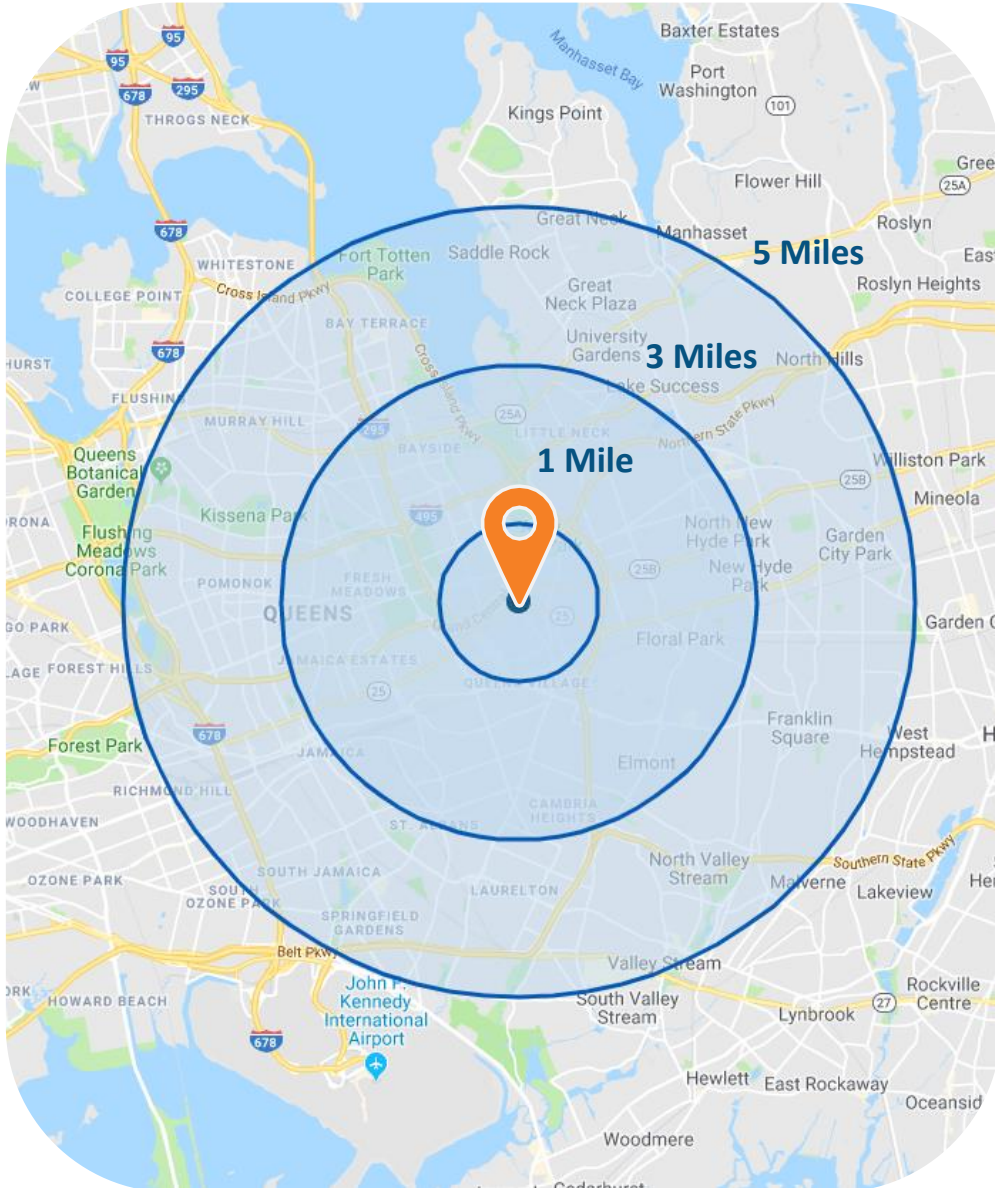 Baxter Estates
95
Manhasset Bay
95
Port
Washington
678
295
101
Kings Point
THROGS NECK
Flower Hill
25A
Great Neck
Manhasset
Roslyn
678
Fort Totten
Park
Saddle Rock
5 Miles
WHITESTONE
COLLEGE POINT
Cross Island Pkwy
Great
Neck Plaza
Roslyn Heights
BAY TERRACE
University
Gardens
678
3 Miles
North Hills
HURST
Cross Island Pkwy
Lake Success
FLUSHING
25A
Northern State Pkwy
MURRAY HILL
295
LITTLE NECK
BAYSIDE
1 Mile
Queens
Botanical
Garden
Williston Park
25B
Mineola
Kissena Park
495
North New
Hyde Park
Garden
City Park
Flushing
Meadows
Corona Park
25B
New Hyde
Park
POMONOK
FRESH
MEADOWS
QUEENS
25
Garden
Floral Park
FOREST HILLS
JAMAICA ESTATES
25
QUEENS VILLAGE
Franklin
Square
678
West
Hempstead
Forest Park
JAMAICA
Elmont
RICHMOND HILL
CAMBRIA
HEIGHTS
WOODHAVEN
ST. ALBANS
North Valley
Stream
Southern State Pkwy
OZONE PARK
SOUTH JAMAICA
Malverne
Lakeview
SOUTH
OZONE PARK
LAURELTON
SPRINGFIELD
GARDENS
Belt Pkwy
Valley Stream
John F.
Kennedy
International
Airport
South Valley
Stream
Rockville
Centre
HOWARD BEACH
27
Lynbrook
678
Hewlett
East Rockaway
Oceansid
Woodmere